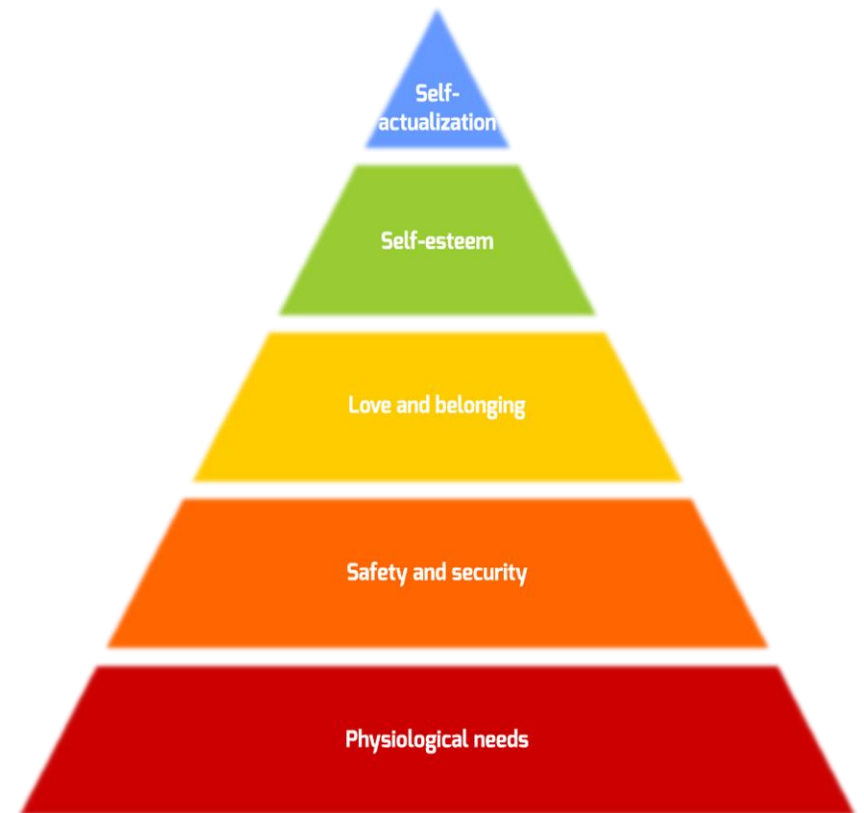 Self-
actualization
Self-esteem
Love and belonging
Safety and security
Physiological needs